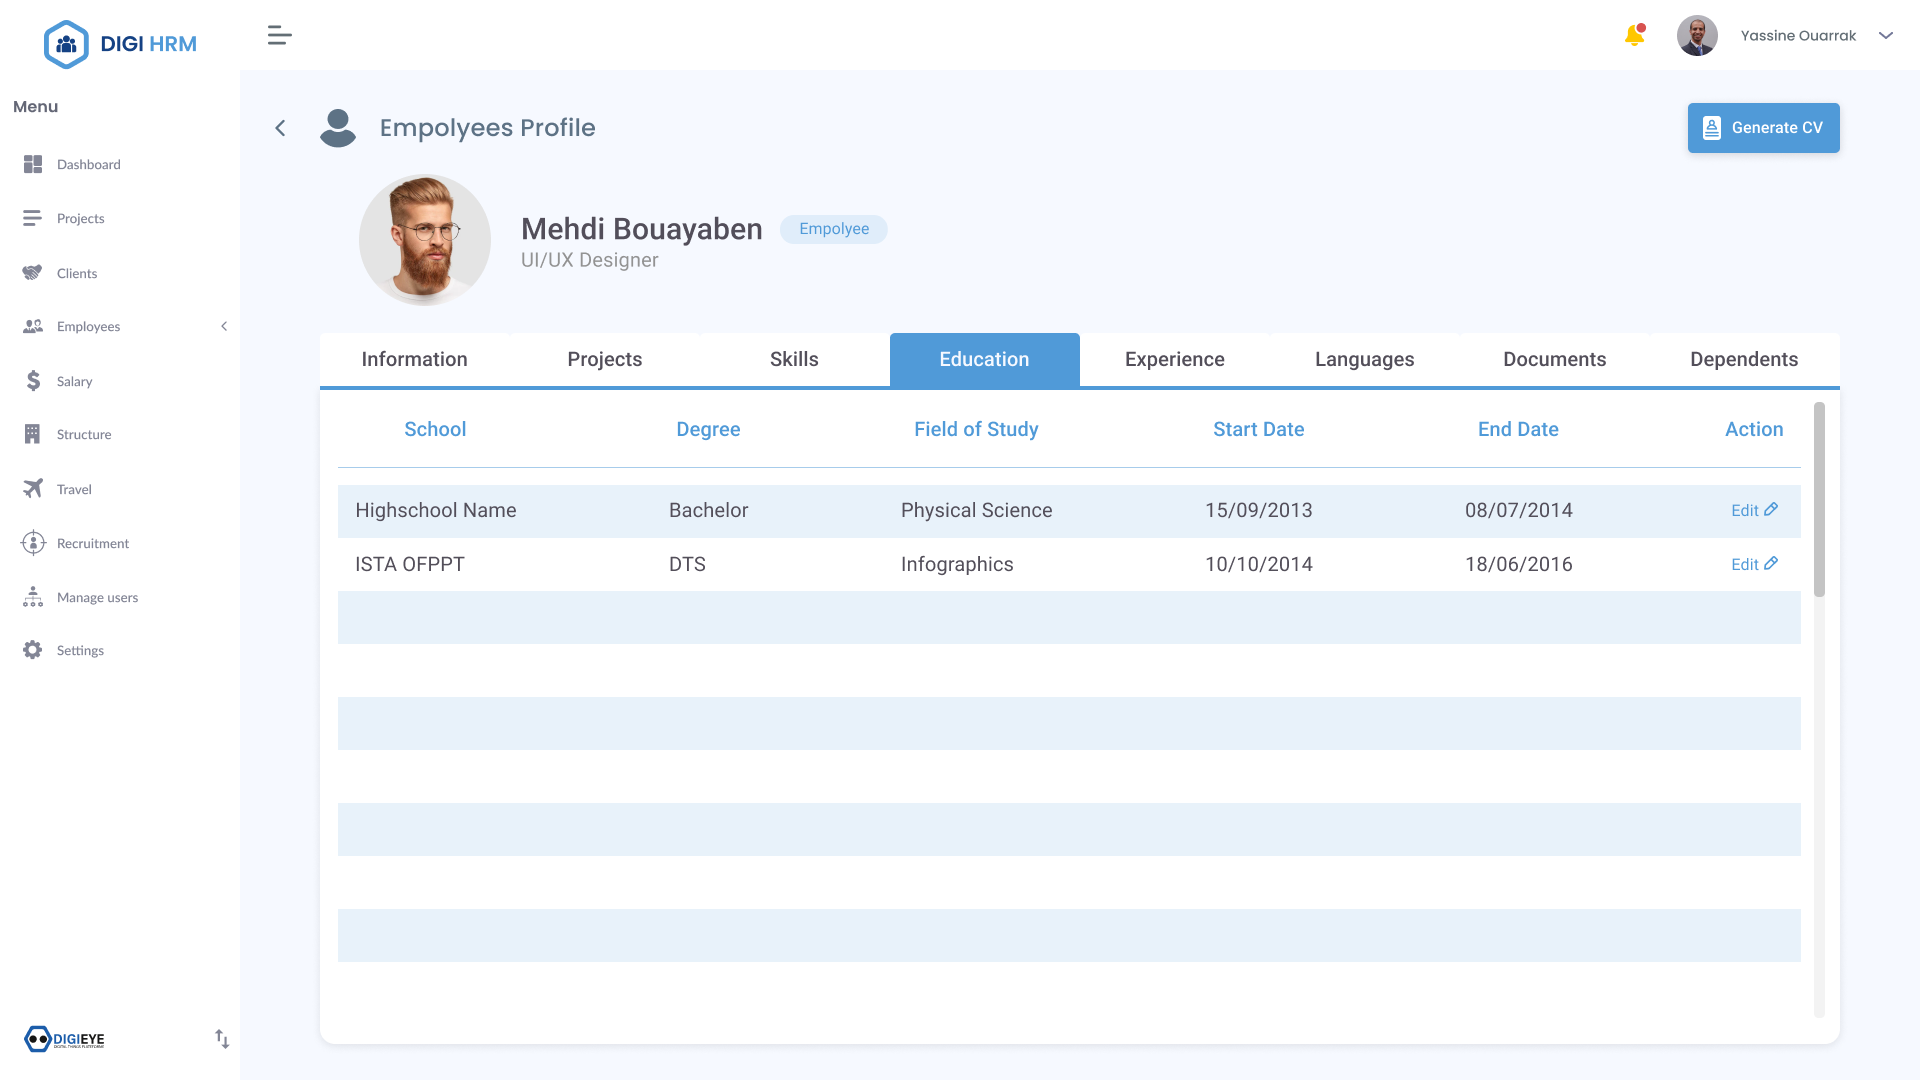 DIGI HRM
Yassine Ouarrak
Menu
Dashboard
Projects
Clients
Employees
Salary
Structure
Travel
Recruitment
Manage users
Settings
DIGIEYE
Empolyees Profile
Generate CV
Mehdi Bouayaben
Empolyee
UI/UX Designer
Information Projects Skills Education Experience Languages Documents Dependents
School Degree Field of Study Start Date End Date Action
Highschool Name Bachelor Physical Science 15/09/2013 08/07/2014 Edit
ISTA OFPPT DTS Infographics 10/10/2014 18/06/2016 Edit